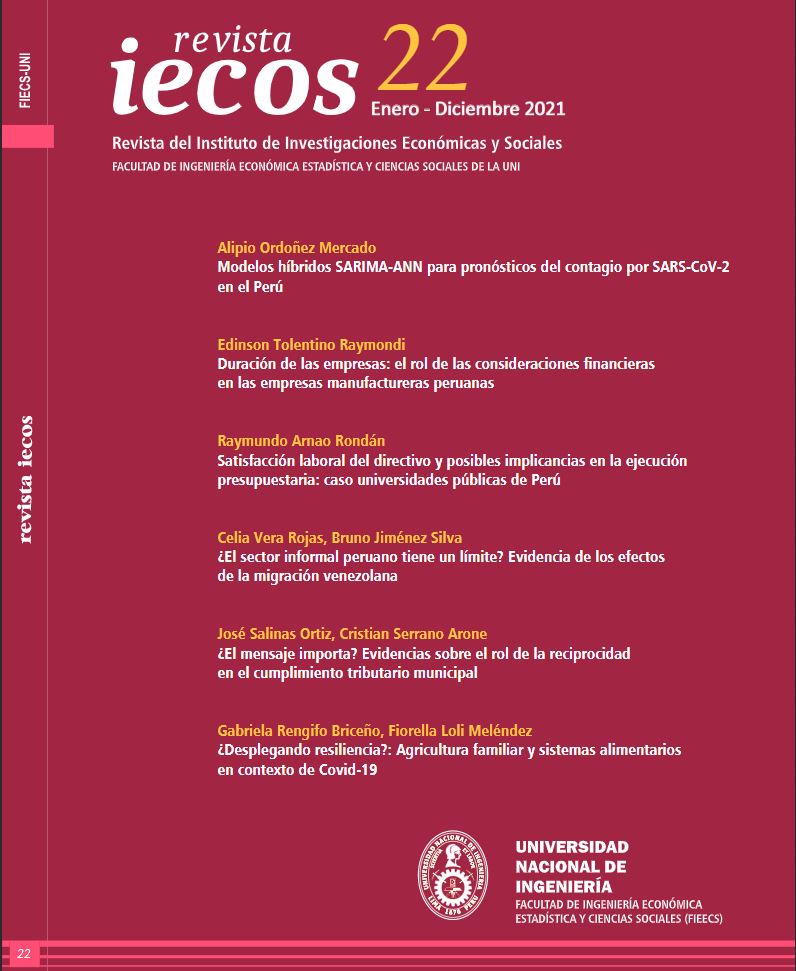 FIECS-UNI
revista
iecos 22
Enero - Diciembre 2021
Revista del Instituto de Investigaciones Económicas y Sociales
FACULTAD DE INGENIERÍA ECONÓMICA ESTADÍSTICA Y CIENCIAS SOCIALES DE LA UNI
Alipio Ordoñez Mercado
Modelos híbridos SARIMA-ANN para pronósticos del contagio por SARS-CoV-2
en el Perú
Edinson Tolentino Raymondi
Duración de las empresas: el rol de las consideraciones financieras
en las empresas manufactureras peruanas
Raymundo Arnao Rondán
Satisfacción laboral del directivo y posibles implicancias en la ejecución
presupuestaria: caso universidades públicas de Perú
Celia Vera Rojas, Bruno Jiménez Silva
¿El sector informal peruano tiene un límite? Evidencia de los efectos
de la migración venezolana
José Salinas Ortiz, Cristian Serrano Arone
¿El mensaje importa? Evidencias sobre el rol de la reciprocidad
en el cumplimiento tributario municipal
Gabriela Rengifo Briceño, Fiorella Loli Meléndez
¿Desplegando resiliencia?: Agricultura familiar y sistemas alimentarios
en contexto de Covid-19
revista iecos
UNIVERSIDAD NACIONAL DE INGENIERIA
LIMA 1876 PERU
UNIVERSIDAD
NACIONAL DE
INGENIERÍA
FACULTAD DE INGENIERÍA ECONÓMICA
ESTADÍSTICA Y CIENCIAS SOCIALES (FIEECS)
22